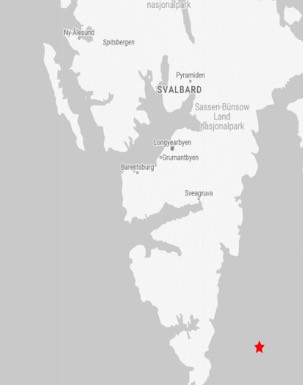 nasjonalpark
Ny-Ålesund
Spitsbergen
Pyramiden
SVALBARD
Sassen-Bünsow
Land
nasjonalpark
Longyearbyen
Grumantbyen
Barentsburg
Sveagruva